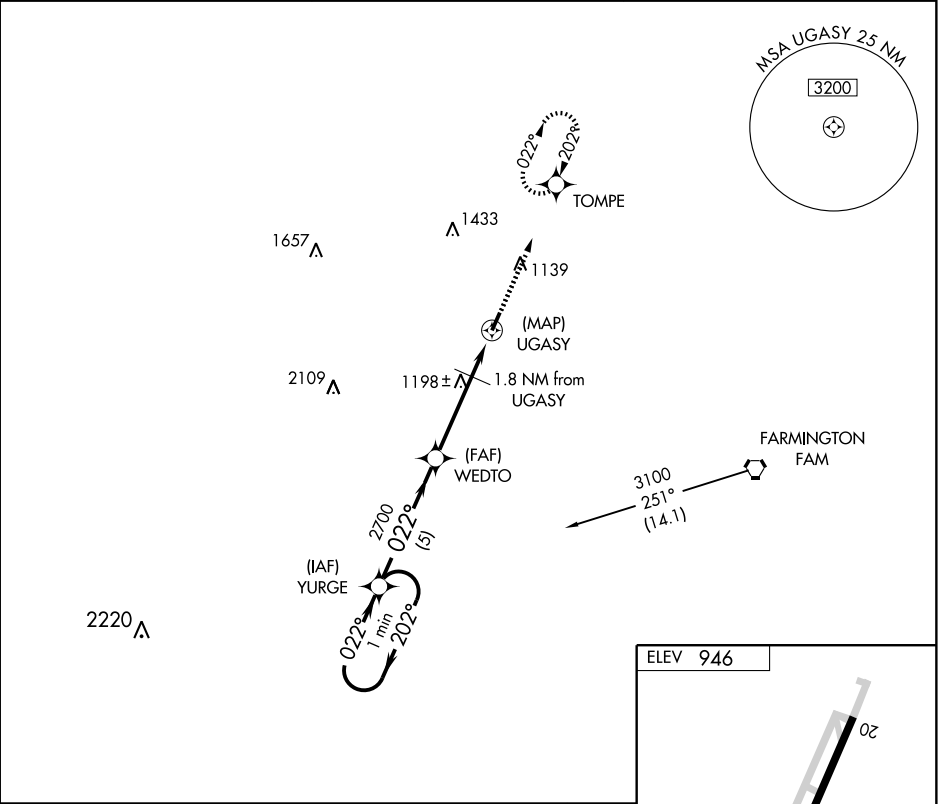 MSA UGASY 25 NM
3200
022°
202°
TOMPE
1433
1657
1139
(MAP)
UGASY
2109
1198 ±
1.8 NM from
UGASY
(FAF)
WEDTO
FARMINGTON
FAM
3100
251°
(14.1)
2700
022°
(5)
(IAF)
YURGE
022°
1 min
202°
2220
ELEV 946
20